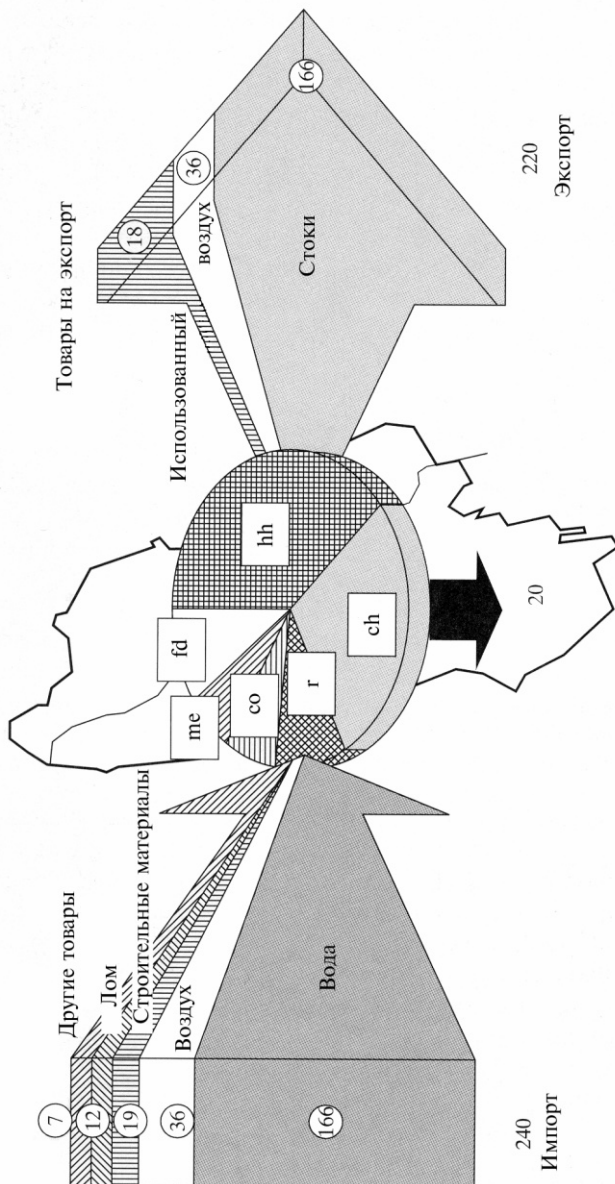 Другие товары
Лом
Строительные материалы
Воздух
Вода
7
12
19
36
166
240
Импорт
me
fd
co
hh
r
ch
20
Товары на экспорт
18
Использованный
воздух
36
Стоки
166
220
Экспорт